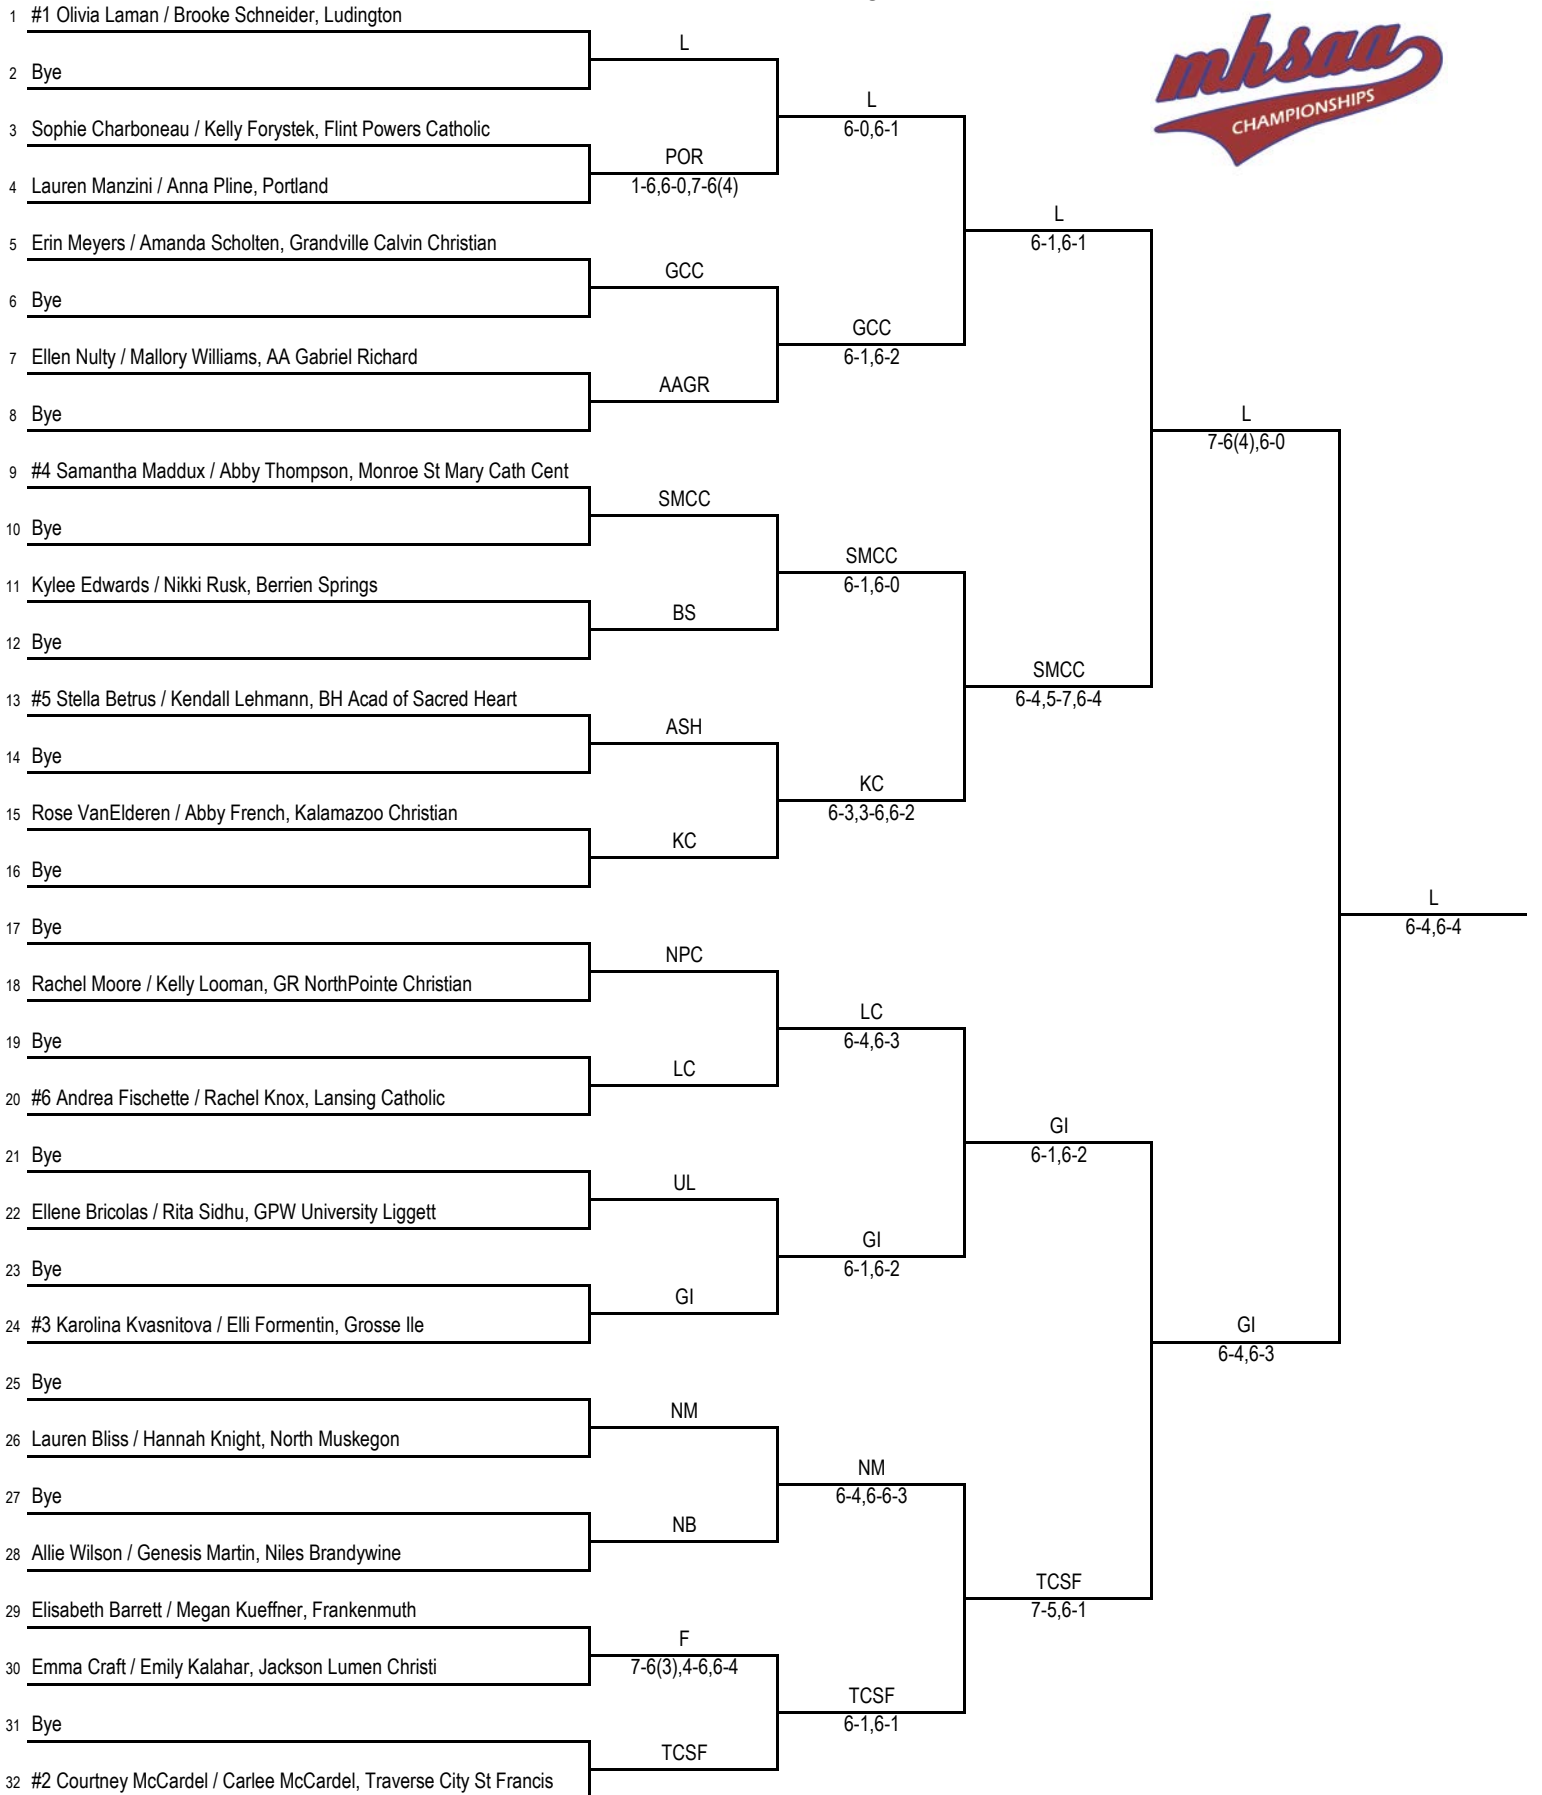 1 #1 Olivia Laman / Brooke Schneider, Ludington
L
2 Bye
L
6-0,6-1
3 Sophie Charboneau / Kelly Forystek, Flint Powers Catholic
POR
1-6,6-0,7-6(4)
4 Lauren Manzini / Anna Pline, Portland
L
6-1,6-1
5 Erin Meyers / Amanda Scholten, Grandville Calvin Christian
GCC
6 Bye
GCC
6-1,6-2
7 Ellen Nulty / Mallory Williams, AA Gabriel Richard
AAGR
8 Bye
L
7-6(4),6-0
9 #4 Samantha Maddux / Abby Thompson, Monroe St Mary Cath Cent
SMCC
10 Bye
SMCC
6-1,6-0
11 Kylee Edwards / Nikki Rusk, Berrien Springs
BS
12 Bye
SMCC
6-4,5-7,6-4
13 #5 Stella Betrus / Kendall Lehmann, BH Acad of Sacred Heart
ASH
14 Bye
KC
6-3,3-6,6-2
15 Rose VanElderen / Abby French, Kalamazoo Christian
KC
16 Bye
L
6-4,6-4
17 Bye
NPC
18 Rachel Moore / Kelly Looman, GR NorthPointe Christian
LC
6-4,6-3
19 Bye
LC
20 #6 Andrea Fischette / Rachel Knox, Lansing Catholic
GI
6-1,6-2
21 Bye
UL
22 Ellene Bricolas / Rita Sidhu, GPW University Liggett
GI
6-1,6-2
23 Bye
GI
24 #3 Karolina Kvasnitova / Elli Formentin, Grosse Ile
GI
6-4,6-3
25 Bye
NM
26 Lauren Bliss / Hannah Knight, North Muskegon
NM
6-4,6-6-3
27 Bye
NB
28 Allie Wilson / Genesis Martin, Niles Brandywine
TCSF
7-5,6-1
29 Elisabeth Barrett / Megan Kueffner, Frankenmuth
F
7-6(3),4-6,6-4
30 Emma Craft / Emily Kalahar, Jackson Lumen Christi
TCSF
6-1,6-1
31 Bye
TCSF
32 #2 Courtney McCardel / Carlee McCardel, Traverse City St Francis
mhsaa
CHAMPIONSHIPS